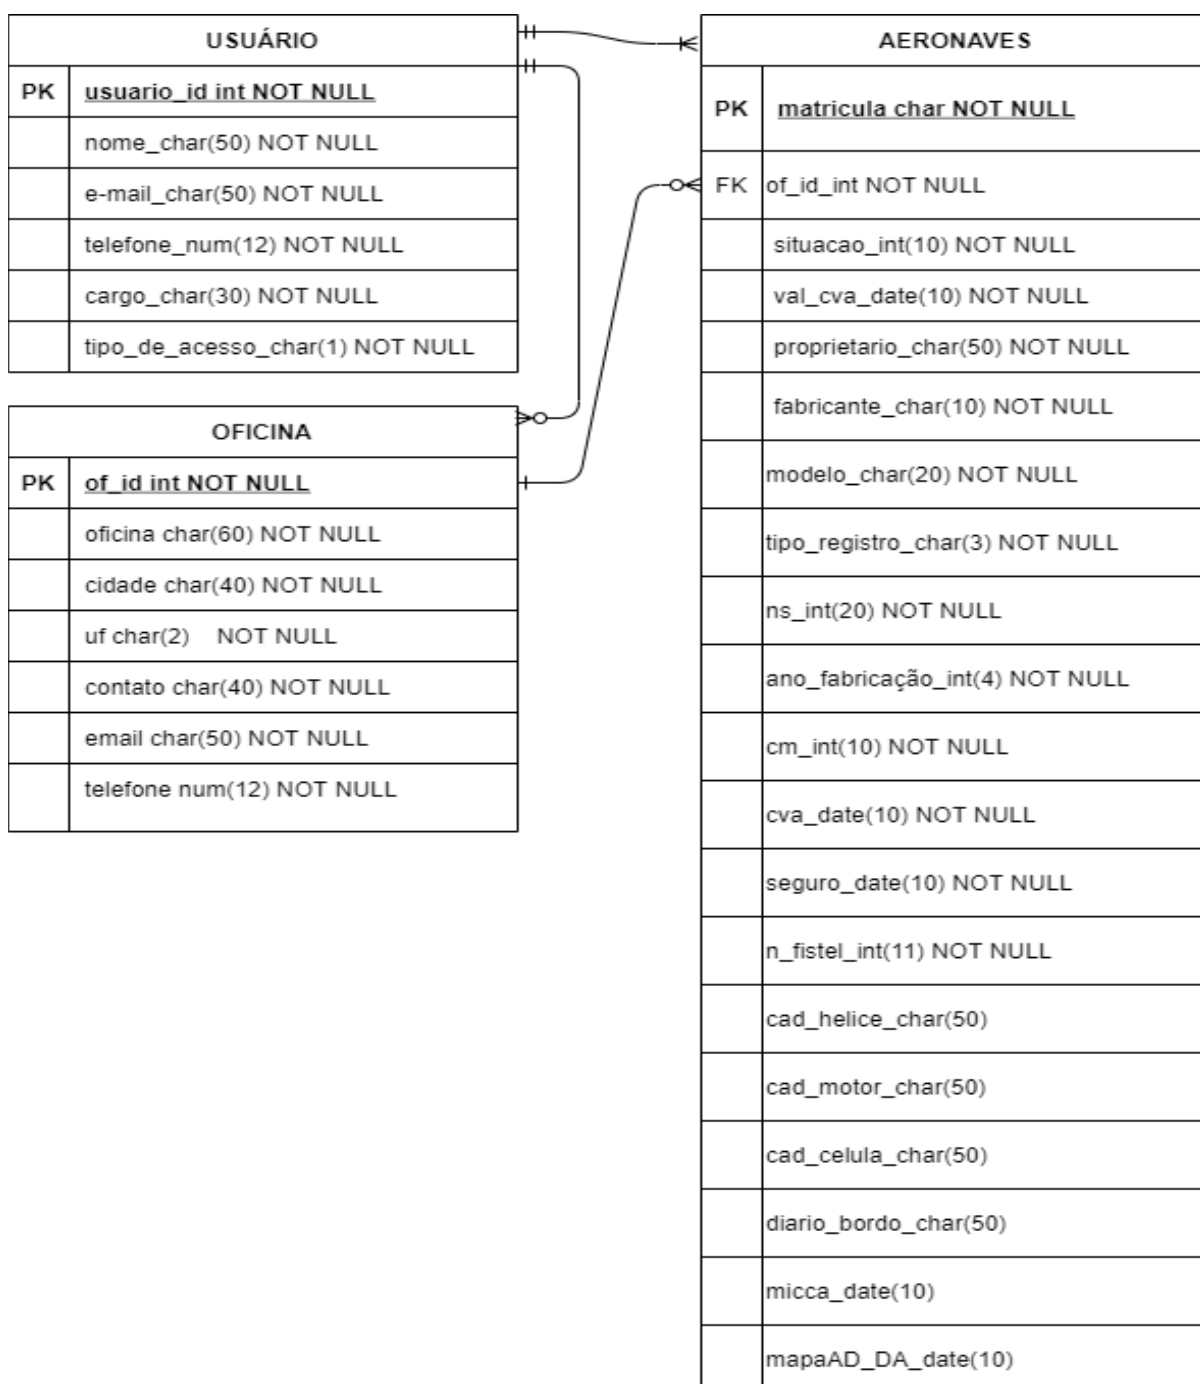 USUÁRIO
PK usuario_id int NOT NULL
nome_char(50) NOT NULL
e-mail_char(50) NOT NULL
telefone_num(12) NOT NULL
cargo_char(30) NOT NULL
tipo_de_acesso_char(1) NOT NULL
OFICINA
PK of_id int NOT NULL
oficina char(60) NOT NULL
cidade char(40) NOT NULL
uf char(2) NOT NULL
contato char(40) NOT NULL
email char(50) NOT NULL
telefone num(12) NOT NULL
AERONAVES
PK matricula char NOT NULL
FK of_id_int NOT NULL
situacao_int(10) NOT NULL
val_cva_date(10) NOT NULL
proprietario_char(50) NOT NULL
fabricante_char(10) NOT NULL
modelo_char(20) NOT NULL
tipo_registro_char(3) NOT NULL
ns_int(20) NOT NULL
ano_fabricação_int(4) NOT NULL
cm_int(10) NOT NULL
cva_date(10) NOT NULL
seguro_date(10) NOT NULL
n_fistel_int(11) NOT NULL
cad_helice_char(50)
cad_motor_char(50)
cad_celula_char(50)
diario_bordo_char(50)
micca_date(10)
mapaAD_DA_date(10)